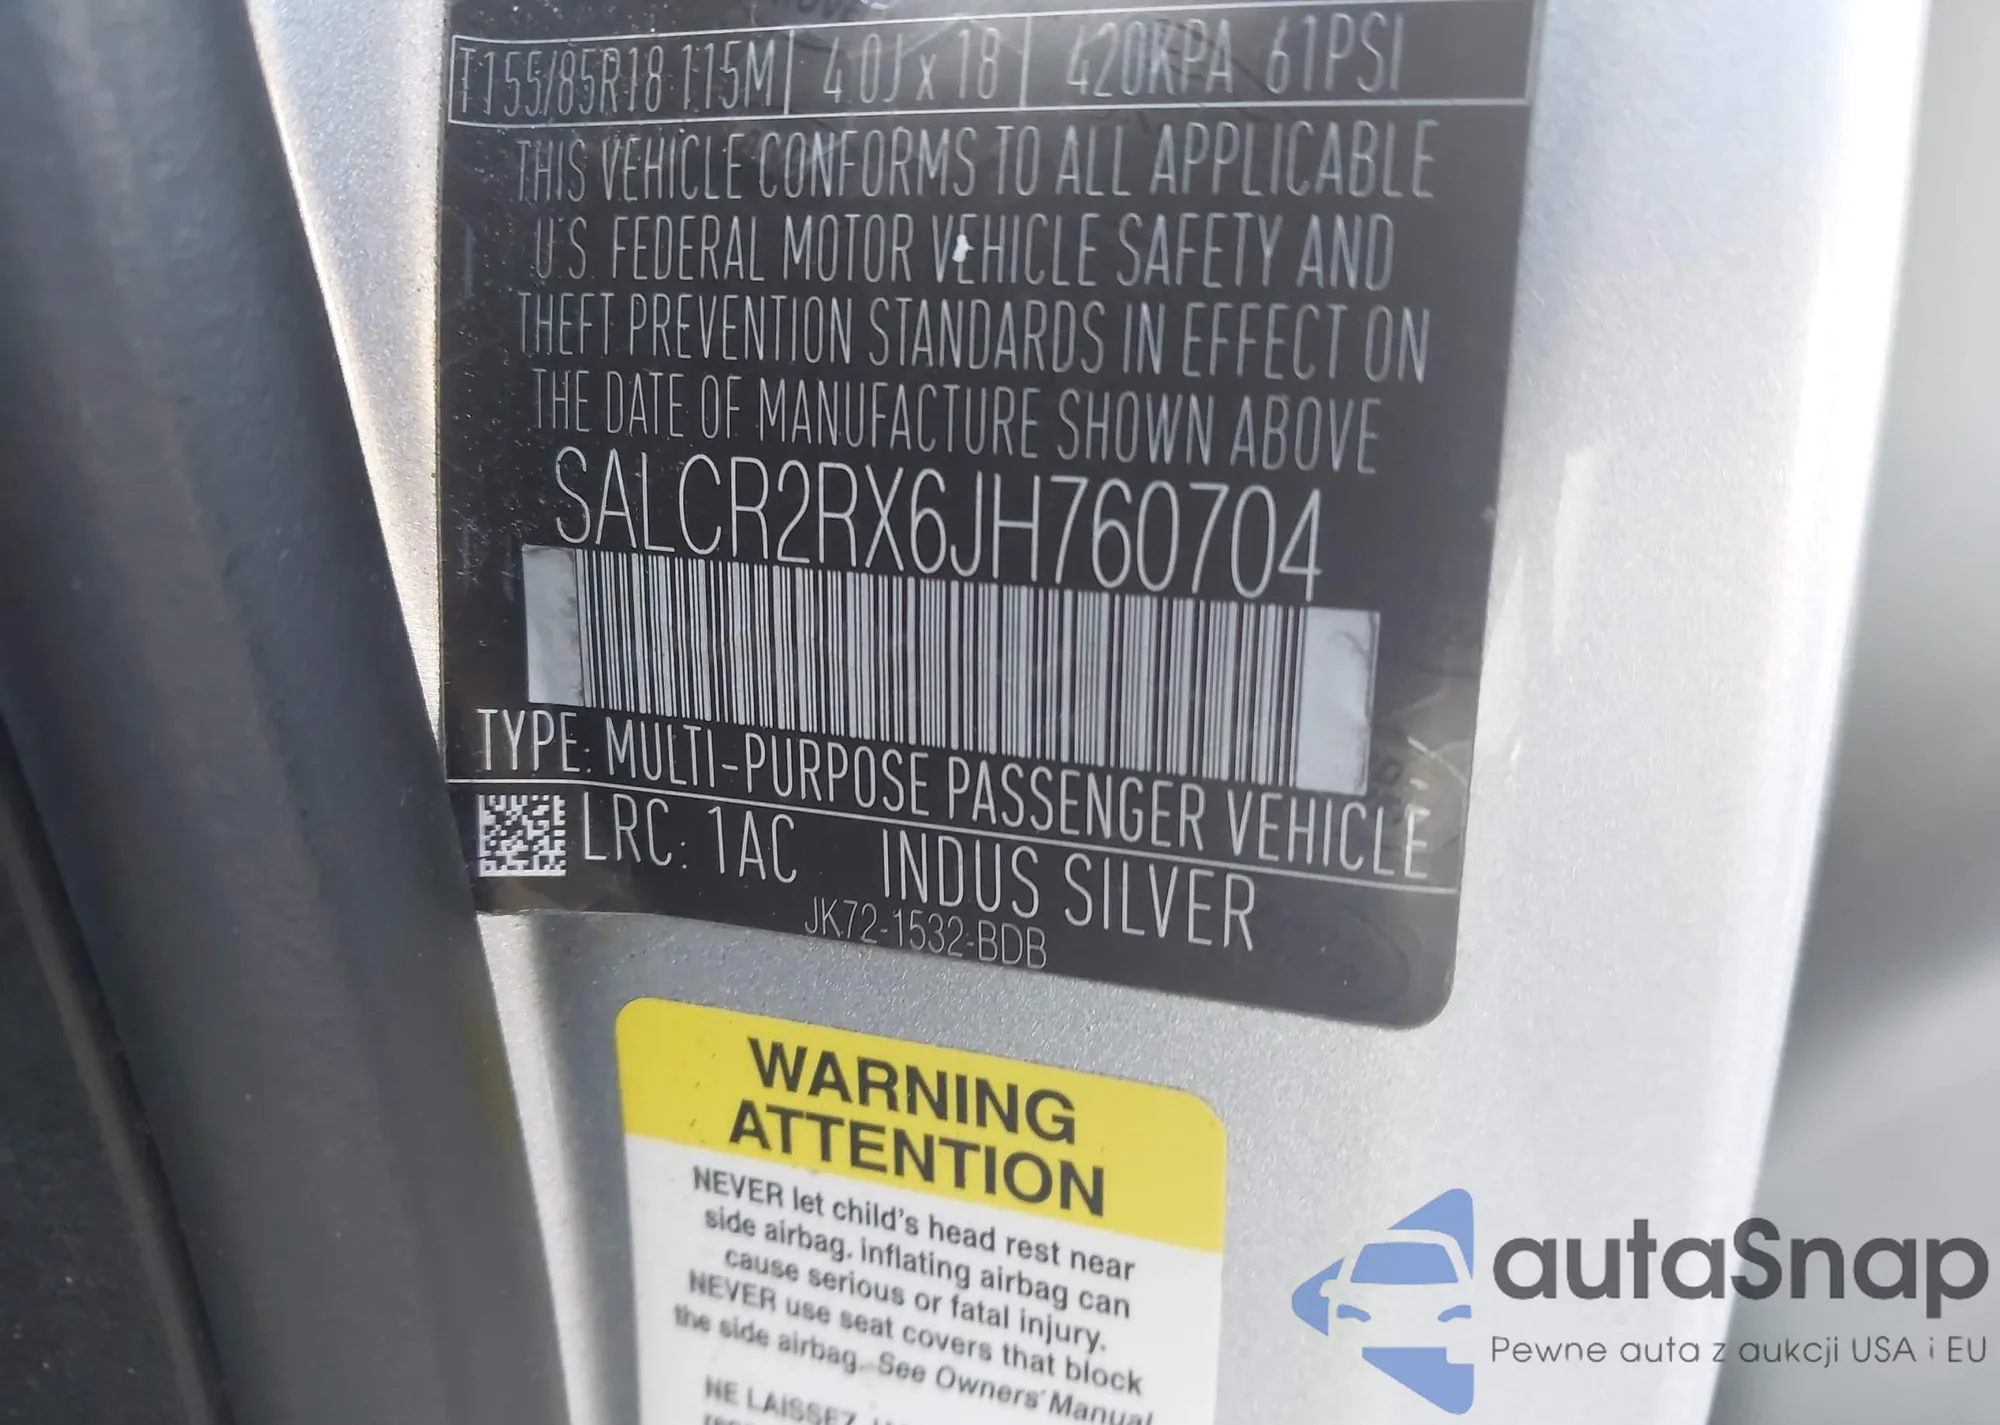 T155/85R18 115M 4.0J x 18 420KPA 61PSI
THIS VEHICLE CONFORMS TO ALL APPLICABLE
U.S. FEDERAL MOTOR VEHICLE SAFETY AND
THEFT PREVENTION STANDARDS IN EFFECT ON
THE DATE OF MANUFACTURE SHOWN ABOVE
SALCR2RX6JH760704
TYPE: MULTI-PURPOSE PASSENGER VEHICLE
LRC: 1AC INDUS SILVER
JK72-1532-BDB
WARNING
ATTENTION
NEVER let child's head rest near
side airbag, inflating airbag can
cause serious or fatal injury.
NEVER use seat covers that block
the side airbag. See Owners' Manual
NE LAISSEZ
autaSnap
Pewne auta z aukcji USA i EU